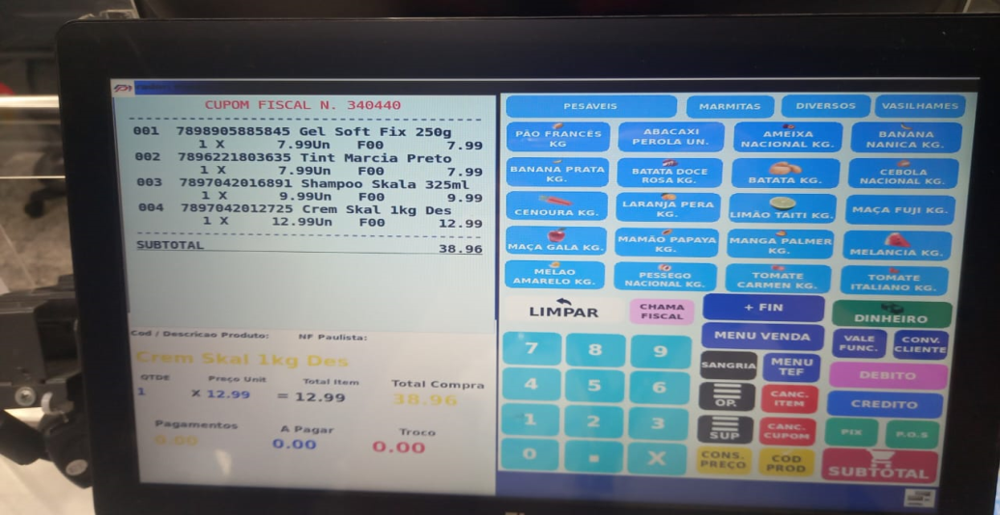 CUPOM FISCAL N. 340440
001 7898905885845 Gel Soft Fix 250g
1 X 7.99Un F00 7.99
002 7896221803635 Tint Marcia Preto
1 X 7.99Un F00 7.99
003 7897042016891 Shampoo Skala 325ml
1 X 9.99Un F00 9.99
004 7897042012725 Crem Skal 1kg Des
1 X 12.99Un F00 12.99
SUBTOTAL 38.96
Cod / Descricao Produto: NF Paulista:
Crem Skal 1kg Des
QTDE Preço Unit Total Item Total Compra
1 X 12.99 = 12.99 38.96
Pagamentos A Pagar Troco
0.00 0.00 0.00
PESAVEIS MARMITAS DIVERSOS VASILHAMES
PÃO FRANCÊS KG
ABACAXI PEROLA UN.
AMEIXA NACIONAL KG.
BANANA NANICA KG.
BANANA PRATA KG.
BATATA DOCE ROSA KG.
BATATA KG.
CEBOLA NACIONAL KG.
CENOURA KG.
LARANJA PERA KG.
LIMÃO TAITI KG.
MAÇA FUJI KG.
MAÇA GALA KG.
MAMÃO PAPAYA KG.
MANGA PALMER KG.
MELANCIA KG.
MELAO AMARELO KG.
PESSEGO NACIONAL KG.
TOMATE CARMEN KG.
TOMATE ITALIANO KG.
LIMPAR
CHAMA FISCAL
+ FIN
DINHEIRO
7 8 9
MENU VENDA
VALE FUNC.
CONV. CLIENTE
4 5 6
SANGRIA
MENU TEF
DEBITO
OP.
CANC. ITEM
CREDITO
1 2 3
SUP
CANC. CUPOM
PIX
P.O.S
0 . X
CONS. PREÇO
COD PROD
SUBTOTAL